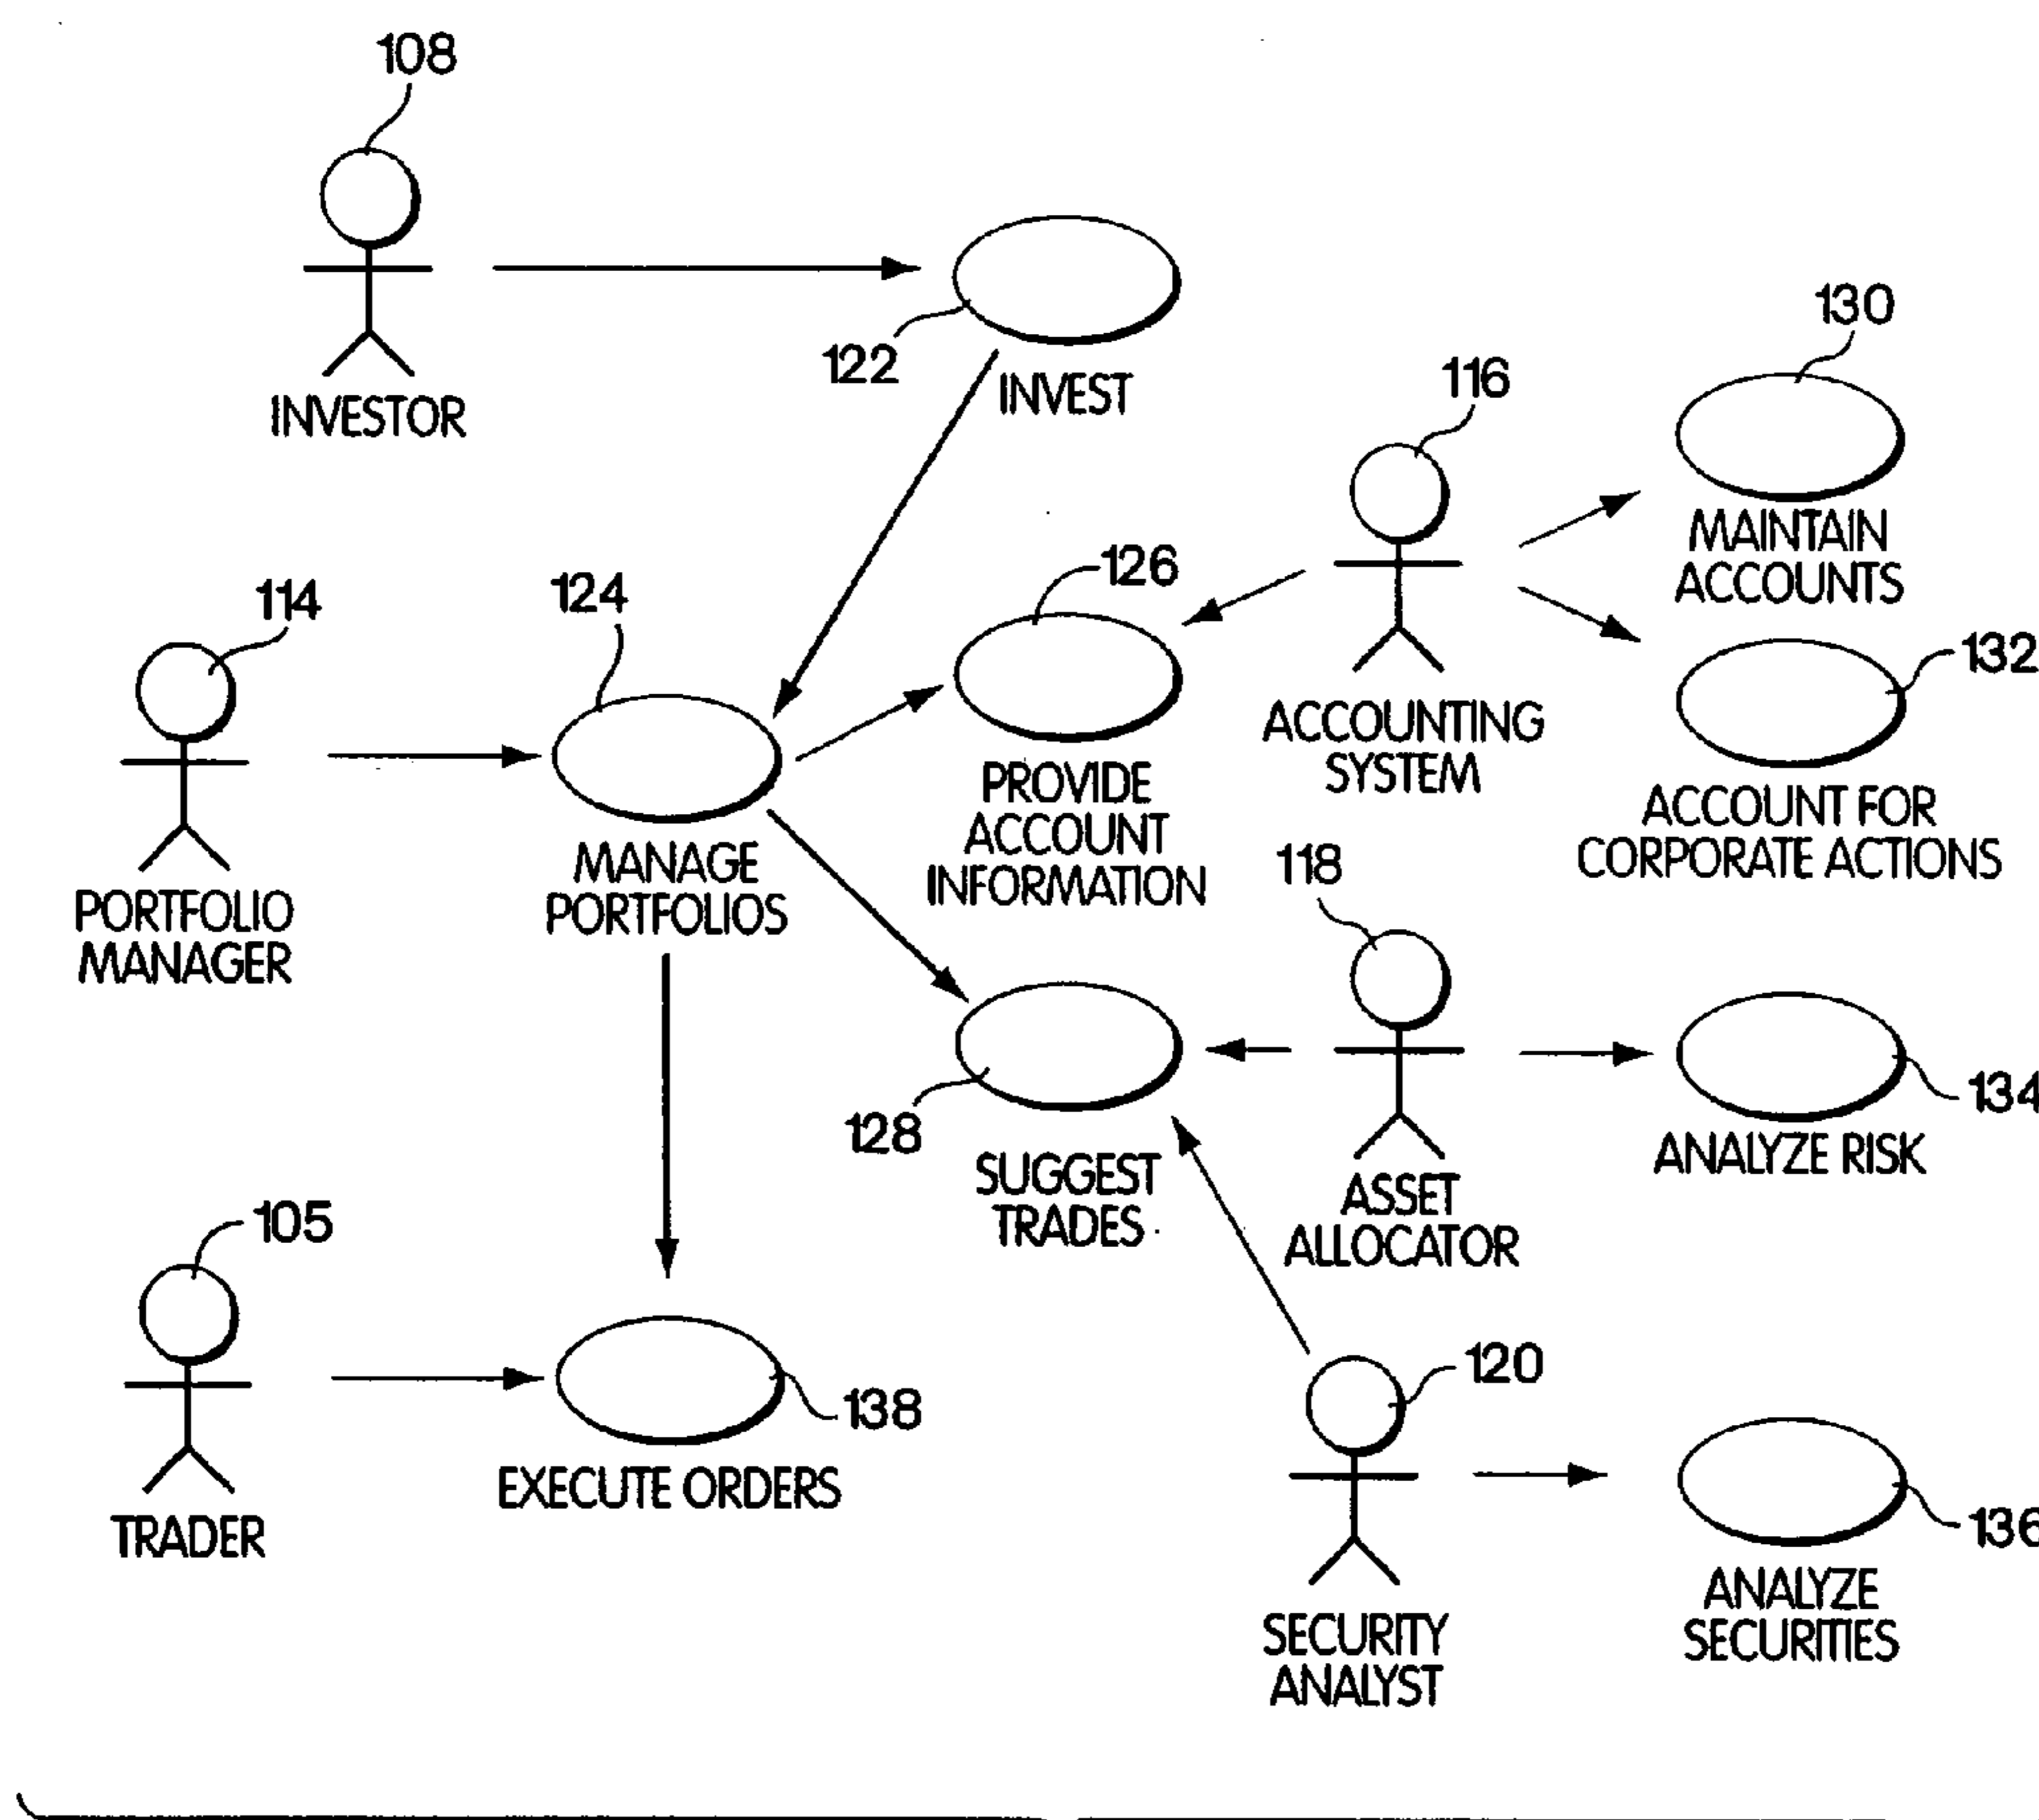 108
INVESTOR
122
INVEST
130
116
MAINTAIN
ACCOUNTS
126
114
124
132
ACCOUNTING
SYSTEM
PROVIDE
ACCOUNT
INFORMATION
ACCOUNT FOR
CORPORATE ACTIONS
MANAGE
PORTFOLIOS
118
PORTFOLIO
MANAGER
134
128
ANALYZE RISK
SUGGEST
TRADES
ASSET
ALLOCATOR
105
120
138
EXECUTE ORDERS
136
TRADER
ANALYZE
SECURITIES
SECURITY
ANALYST